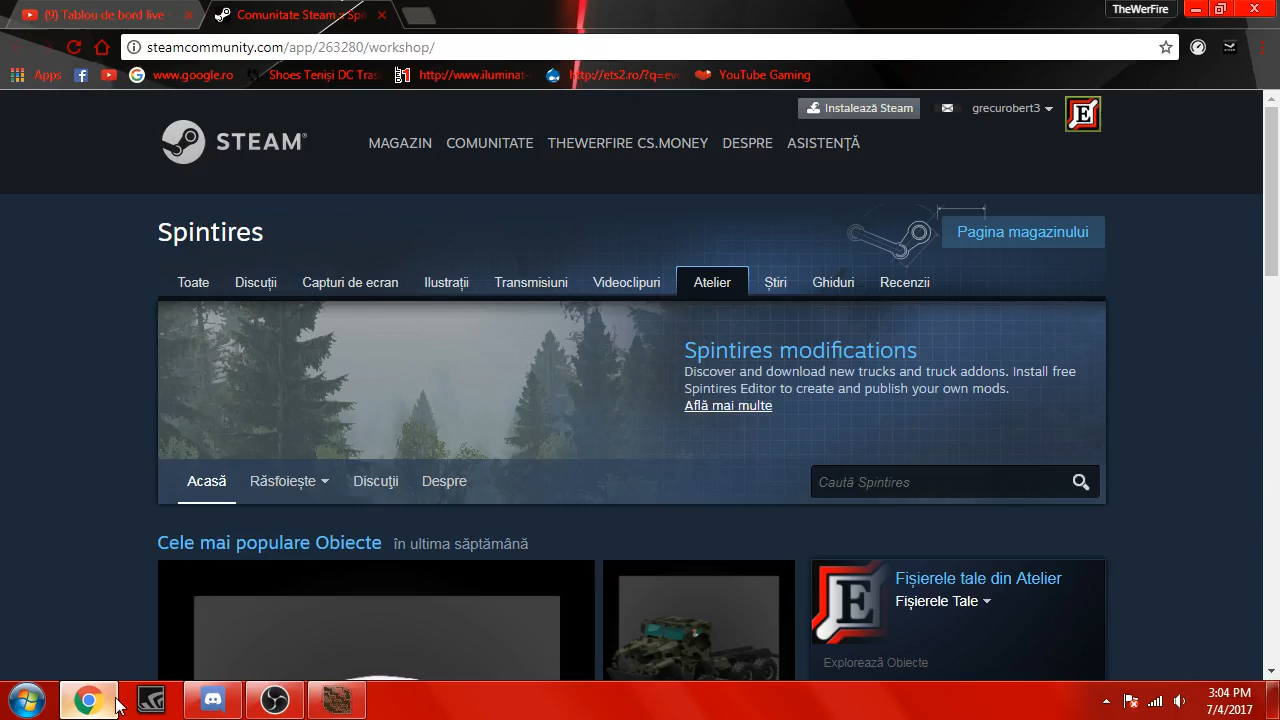 (9) Tablou de bord live
Comunitate Steam
TheWerFire
steamcommunity.com/app/263280/workshop/
Apps
www.google.ro
Shoes Teniși DC Tras
http://www.iluminat-
http://ets2.ro/?q=eve
YouTube Gaming
Instalează Steam
grecurobert3
STEAM®
MAGAZIN COMUNITATE THEWERFIRE CS.MONEY DESPRE ASISTENŢĂ
Spintires
Pagina magazinului
Toate Discuții Capturi de ecran Ilustrații Transmisiuni Videoclipuri Atelier Știri Ghiduri Recenzii
Spintires modifications
Discover and download new trucks and truck addons. Install free
Spintires Editor to create and publish your own mods.
Află mai multe
Acasă Răsfoiește Discuţii Despre
Caută Spintires
Cele mai populare Obiecte în ultima săptămână
Fișierele tale din Atelier
Fișierele Tale
Explorează Obiecte
3:04 PM
7/4/2017